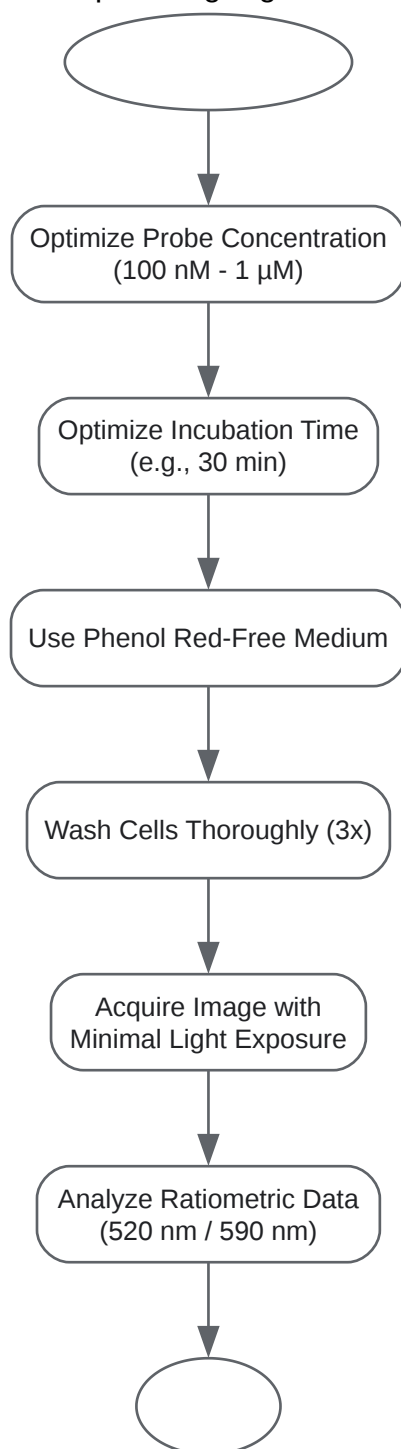 Optimize Probe Concentration
(100 nM - 1 µM)
Optimize Incubation Time
(e.g., 30 min)
Use Phenol Red-Free Medium
Wash Cells Thoroughly (3x)
Acquire Image with
Minimal Light Exposure
Analyze Ratiometric Data
(520 nm / 590 nm)